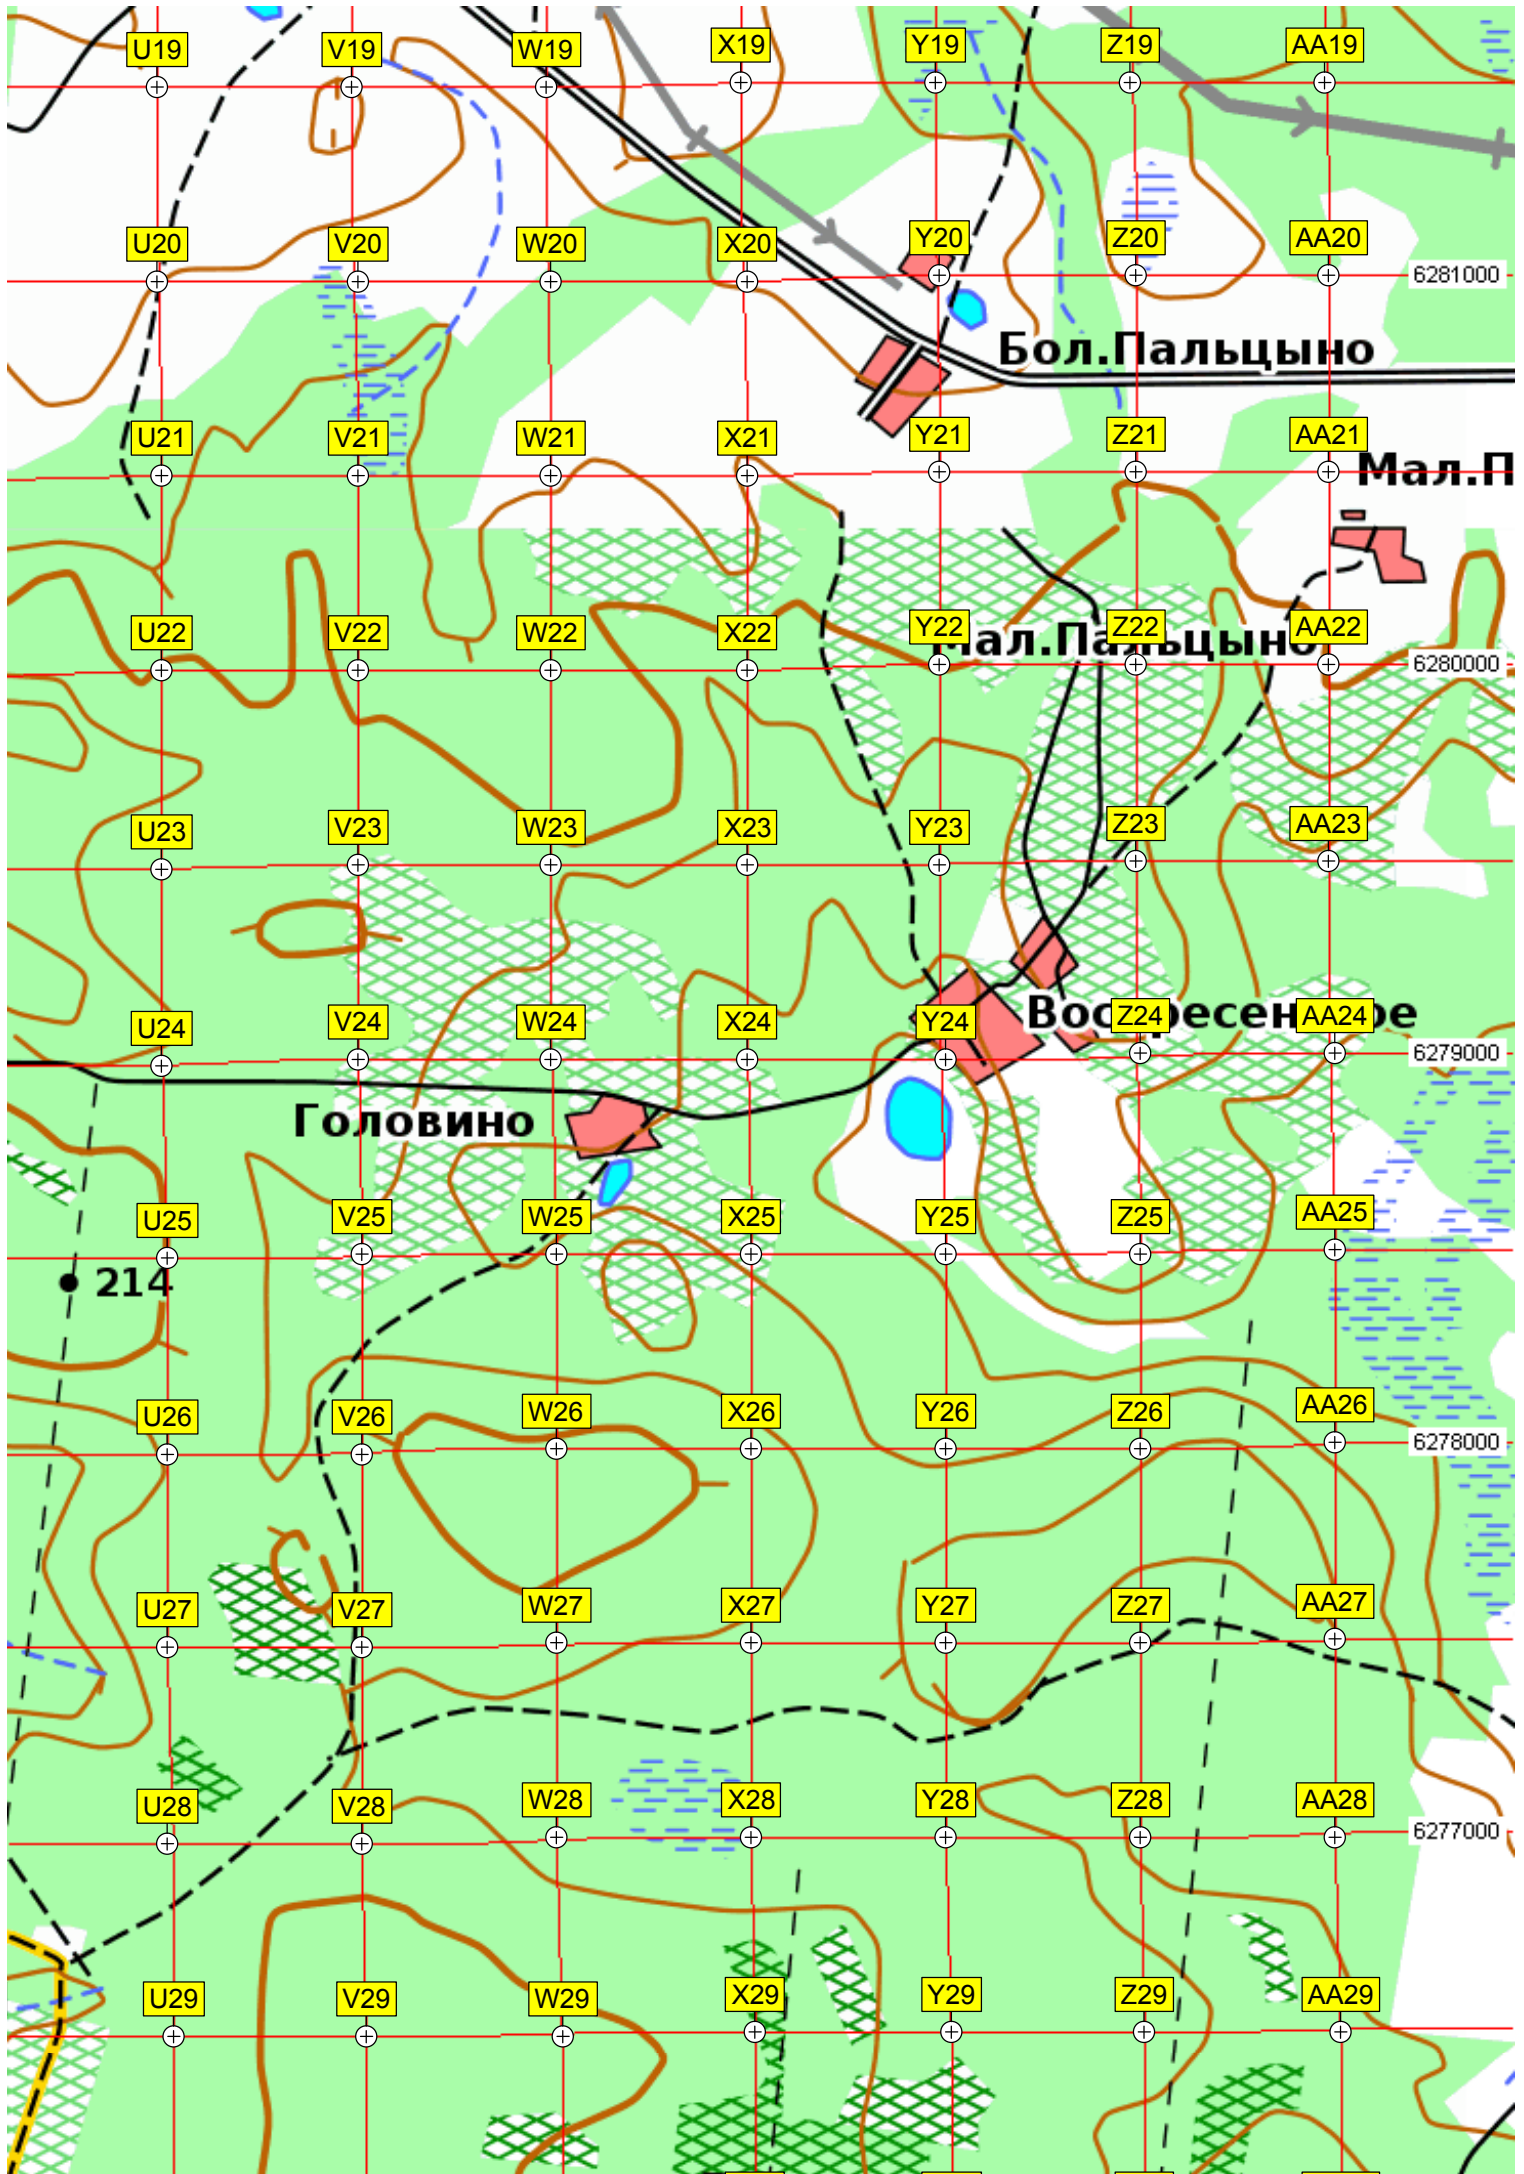 U19 V19 W19 X19 Y19 Z19 AA19
U20 V20 W20 X20 Y20 Z20 AA20
6281000
Бол.Пальцыно
U21 V21 W21 X21 Y21 Z21 AA21
Мал.П
U22 V22 W22 X22 Y22 Z22 AA22
Мал.Пальцыно
6280000
U23 V23 W23 X23 Y23 Z23 AA23
U24 V24 W24 X24 Y24 Z24 AA24
6279000
Головино
U25 V25 W25 X25 Y25 Z25 AA25
214
U26 V26 W26 X26 Y26 Z26 AA26
6278000
U27 V27 W27 X27 Y27 Z27 AA27
U28 V28 W28 X28 Y28 Z28 AA28
6277000
U29 V29 W29 X29 Y29 Z29 AA29